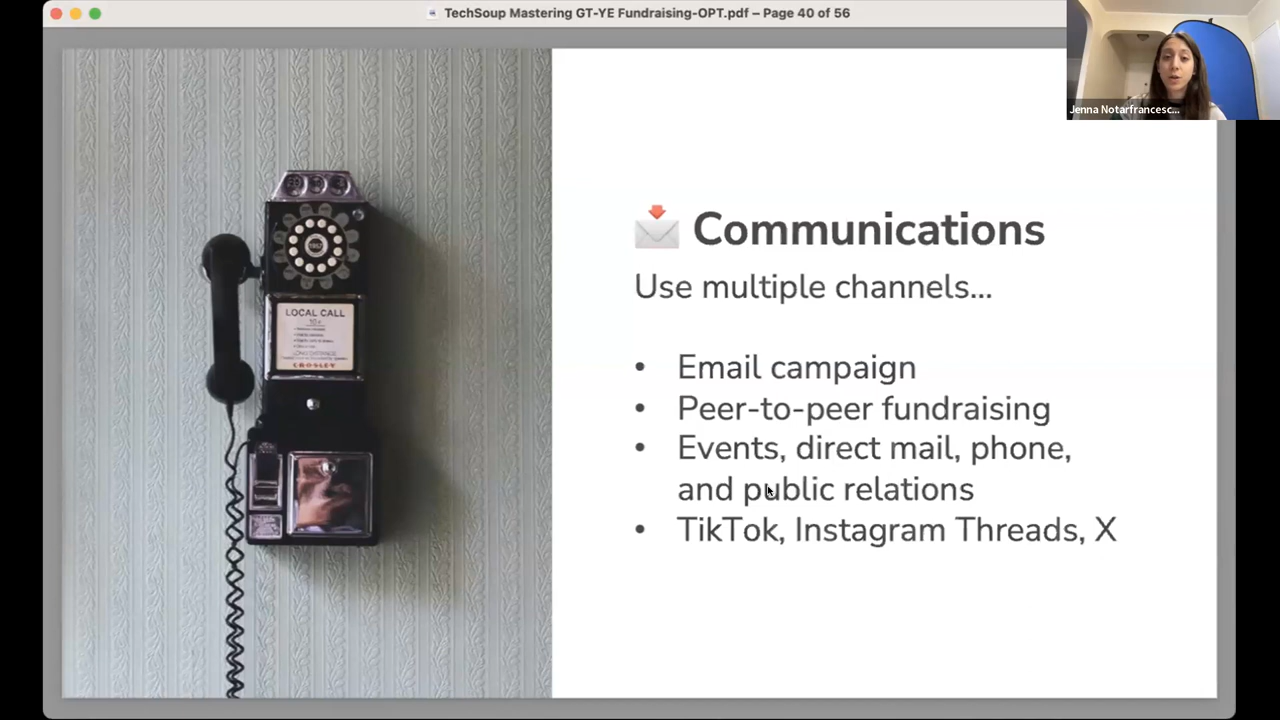 TechSoup Mastering GT-YE Fundraising-OPT.pdf – Page 40 of 56
Jenna Notarfrancesc...
📩 Communications
Use multiple channels...
• Email campaign
• Peer-to-peer fundraising
• Events, direct mail, phone,
and public relations
• TikTok, Instagram Threads, X
LOCAL CALL
10¢
CROSLEY